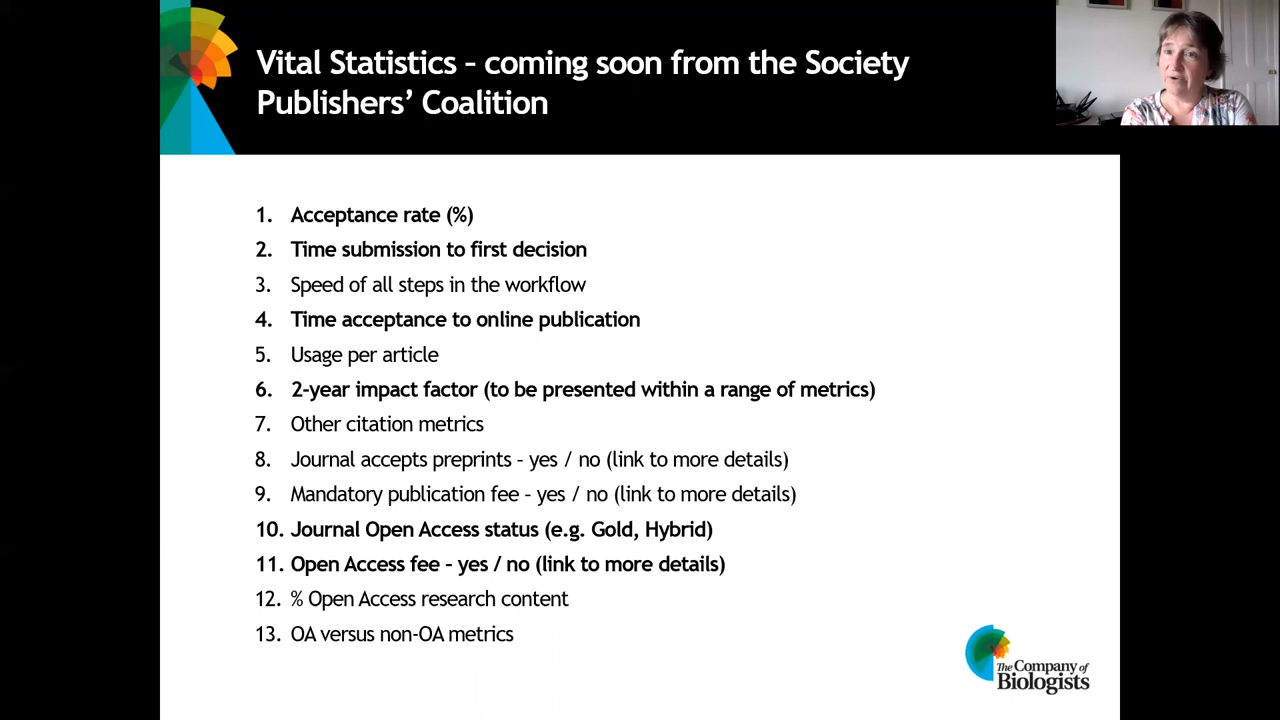 Vital Statistics – coming soon from the Society
Publishers’ Coalition
1. Acceptance rate (%)
2. Time submission to first decision
3. Speed of all steps in the workflow
4. Time acceptance to online publication
5. Usage per article
6. 2-year impact factor (to be presented within a range of metrics)
7. Other citation metrics
8. Journal accepts preprints – yes / no (link to more details)
9. Mandatory publication fee – yes / no (link to more details)
10. Journal Open Access status (e.g. Gold, Hybrid)
11. Open Access fee – yes / no (link to more details)
12. % Open Access research content
13. OA versus non-OA metrics
The Company of
Biologists